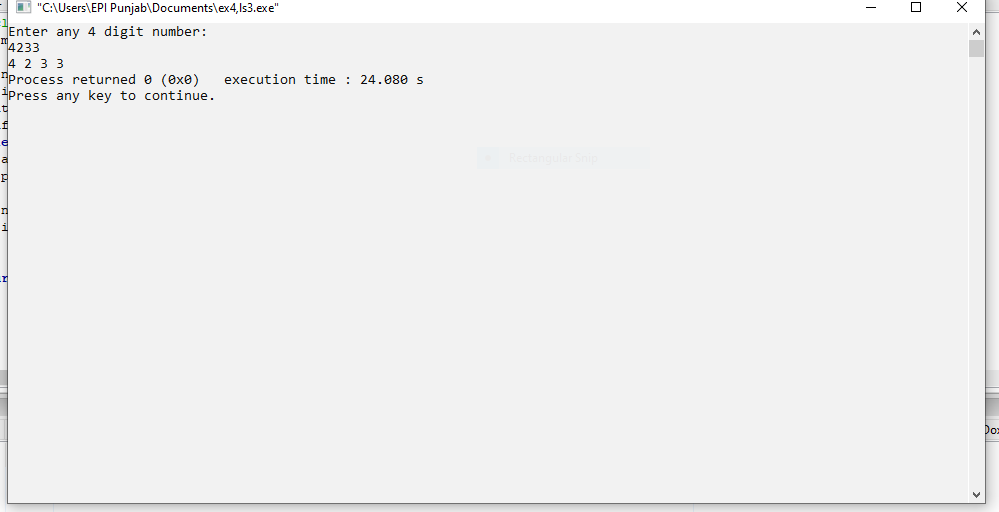 "C:\Users\EPI Punjab\Documents\ex4,ls3.exe"
Enter any 4 digit number:
4233
4 2 3 3
Process returned 0 (0x0)   execution time : 24.080 s
Press any key to continue.
Rectangular Snip